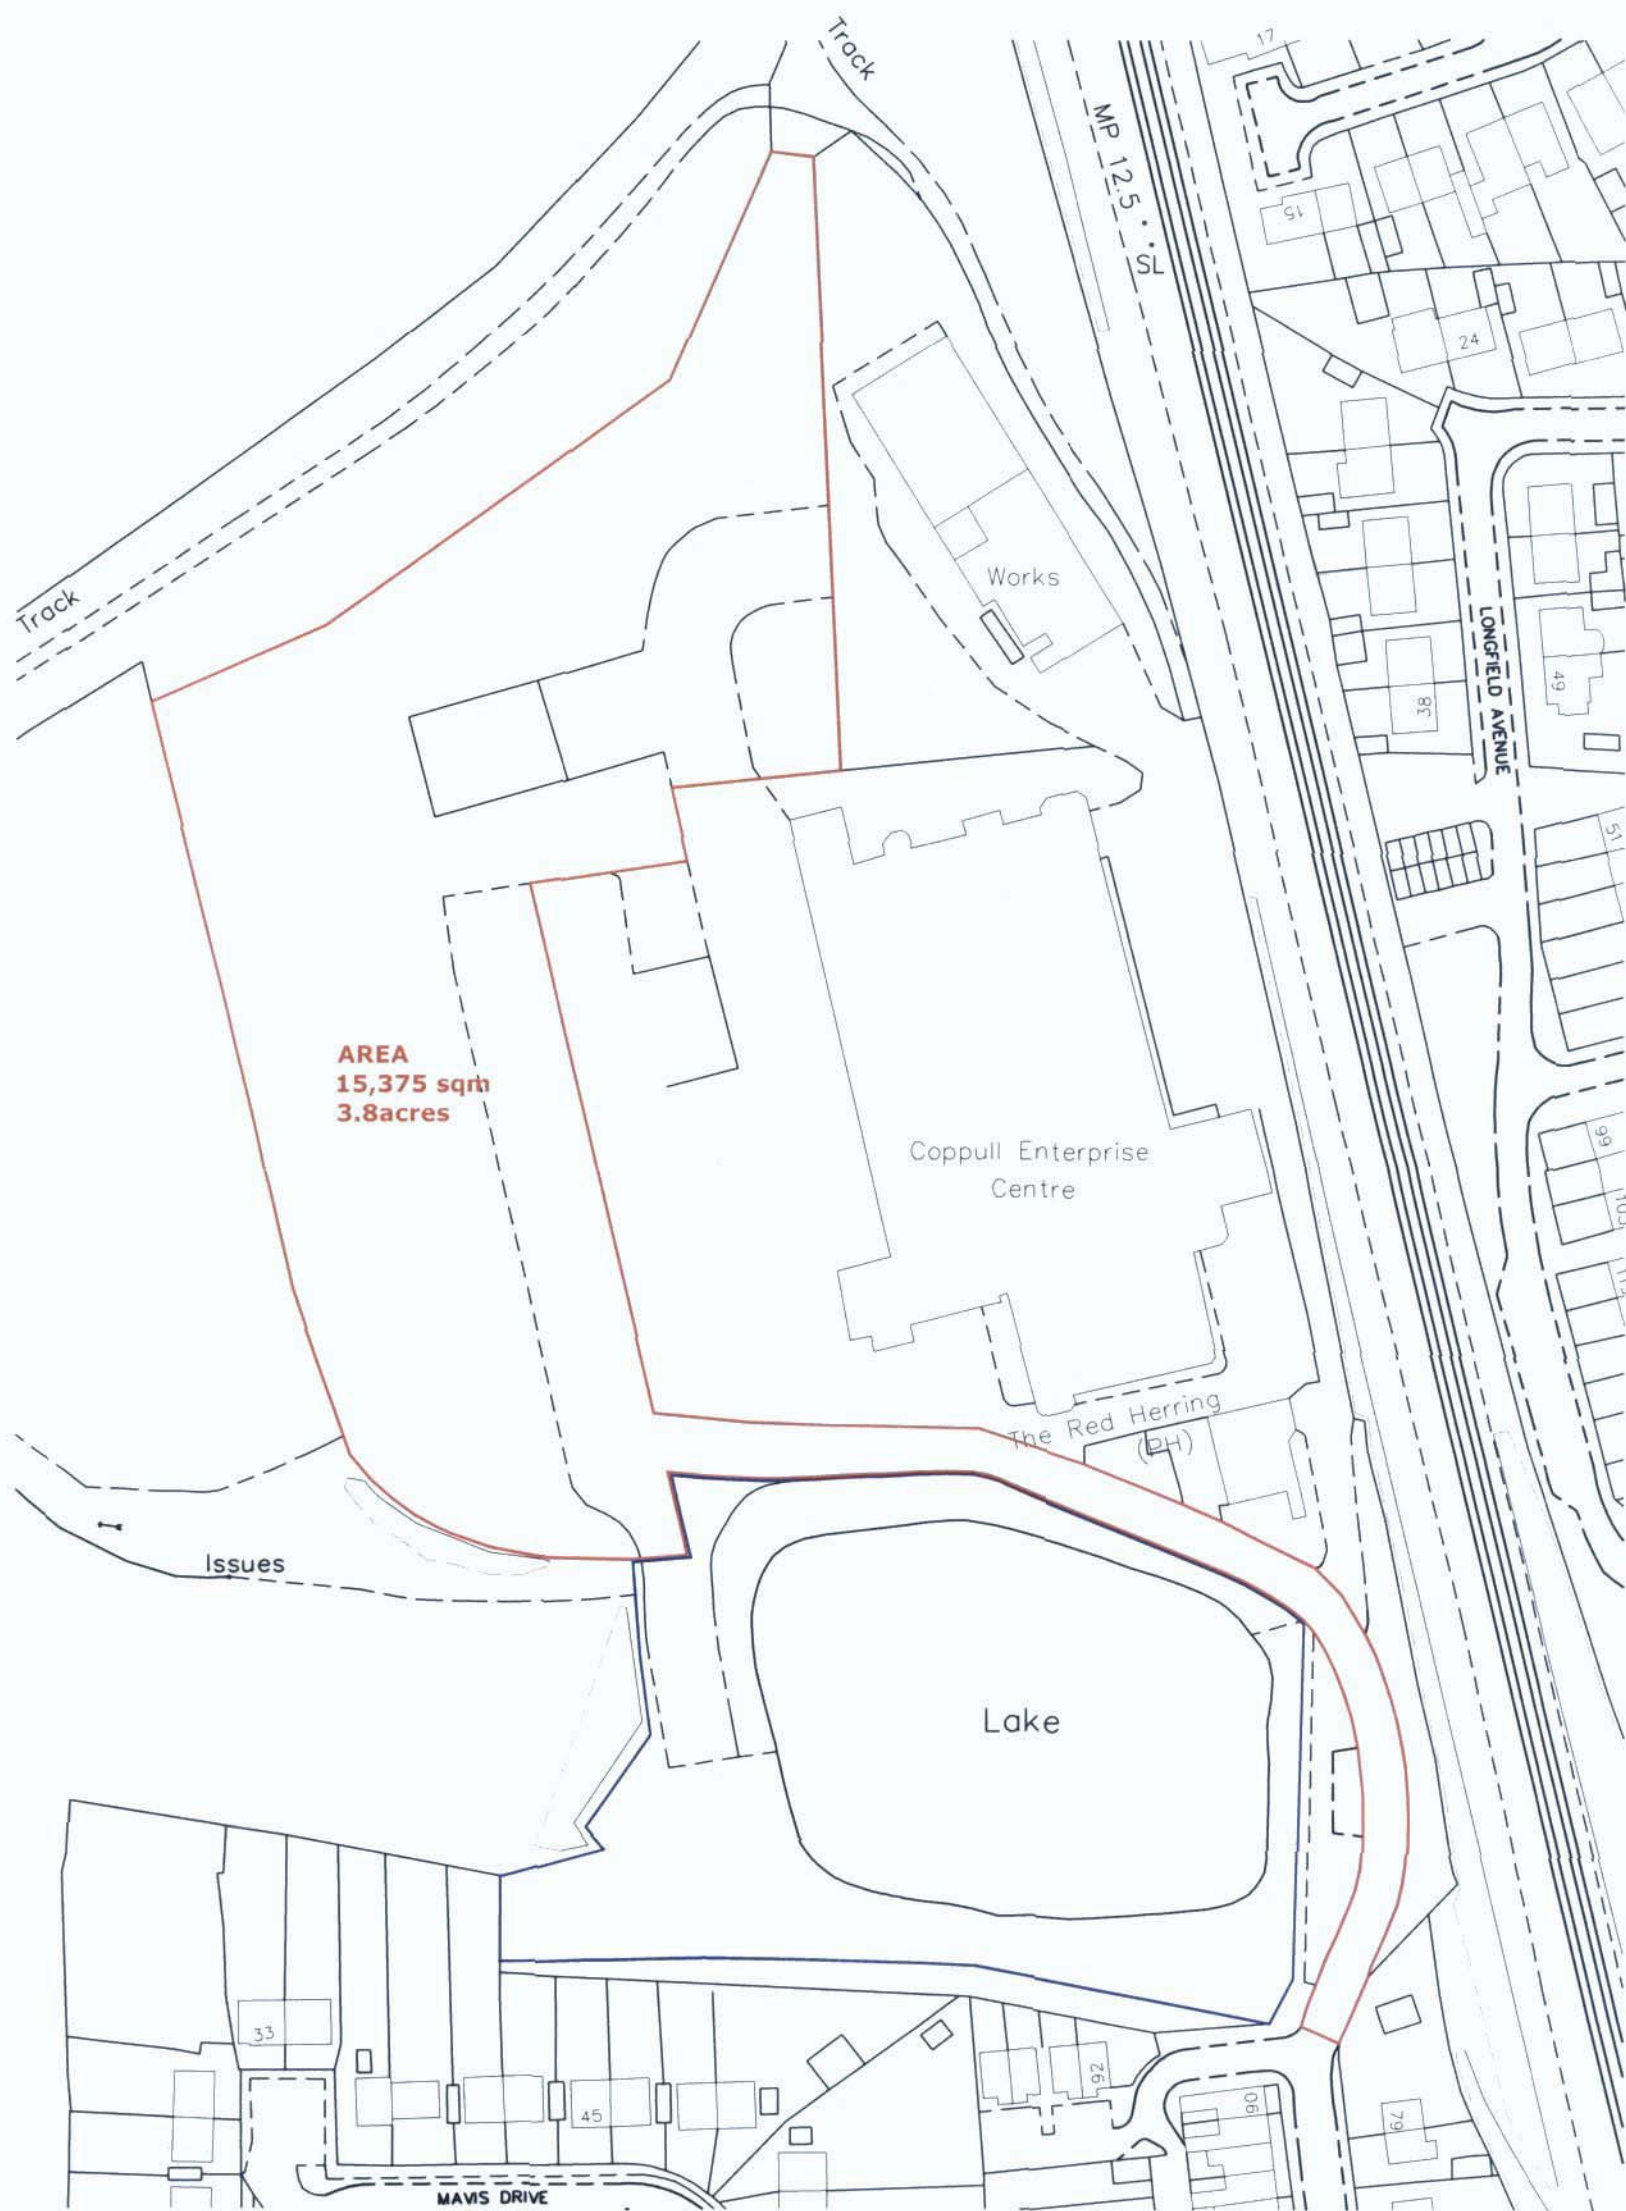 Track
17
MP 12.5
SL
15
24
Track
Works
LONGFIELD AVENUE
49
38
51
AREA
15,375 sqm
3.8acres
Coppull Enterprise
Centre
99
103
The Red Herring
(PH)
Issues
Lake
33
45
92
90
79
MAVIS DRIVE